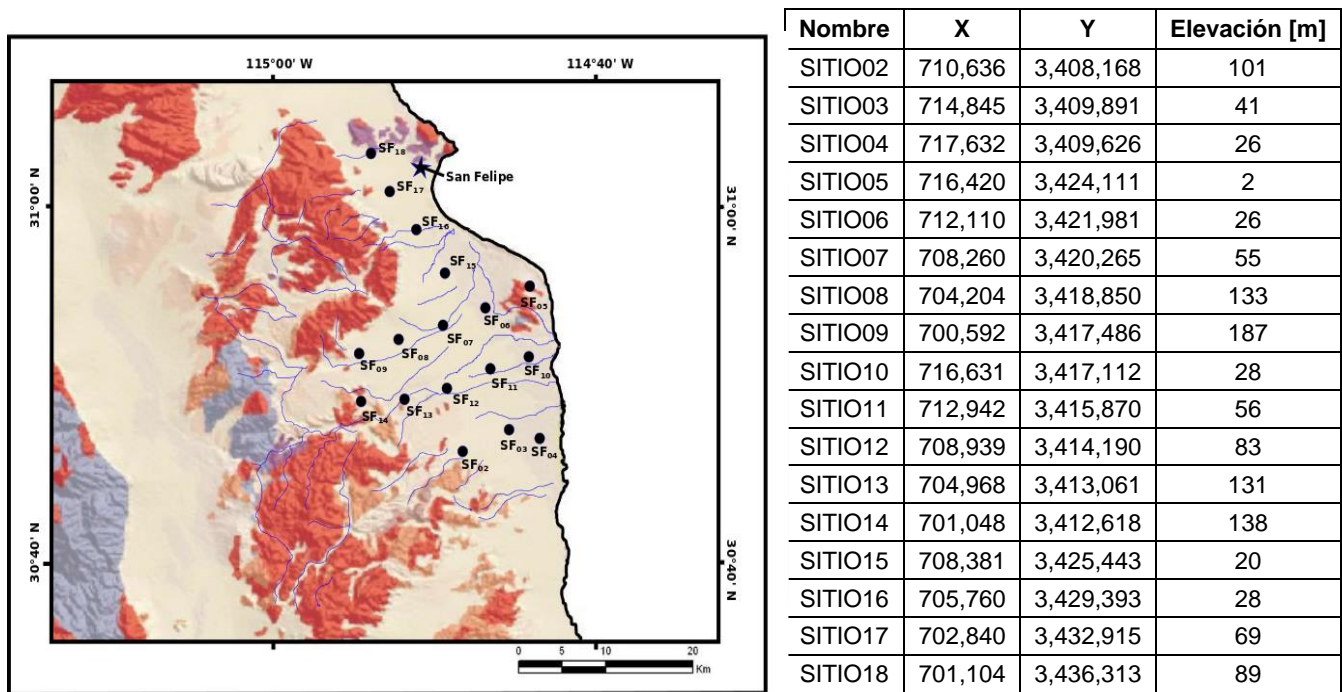 115°00' W
114°40' W
SF18
San Felipe
SF17
31°00' N
31°00' N
SF16
SF15
SF05
SF06
SF07
SF08
SF09
SF10
SF11
SF12
SF13
SF14
SF03
SF04
SF02
30°40' N
30°40' N
0 5 10 20
Km
Nombre X Y Elevación [m]
SITIO02 710,636 3,408,168 101
SITIO03 714,845 3,409,891 41
SITIO04 717,632 3,409,626 26
SITIO05 716,420 3,424,111 2
SITIO06 712,110 3,421,981 26
SITIO07 708,260 3,420,265 55
SITIO08 704,204 3,418,850 133
SITIO09 700,592 3,417,486 187
SITIO10 716,631 3,417,112 28
SITIO11 712,942 3,415,870 56
SITIO12 708,939 3,414,190 83
SITIO13 704,968 3,413,061 131
SITIO14 701,048 3,412,618 138
SITIO15 708,381 3,425,443 20
SITIO16 705,760 3,429,393 28
SITIO17 702,840 3,432,915 69
SITIO18 701,104 3,436,313 89